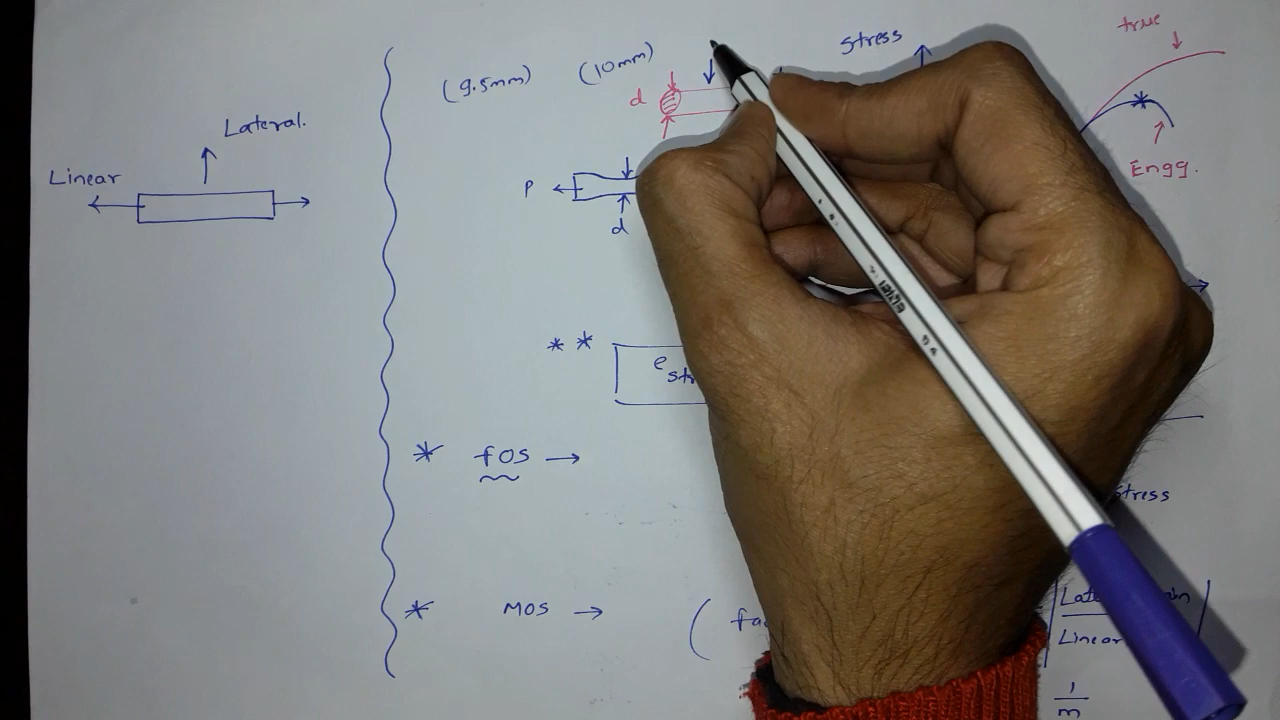 true
stress
(9.5mm) (10mm)
d
Engg.
Lateral.
Linear
P
d
* *
e
* fos →
stress
* MOS →
Linear
1
m